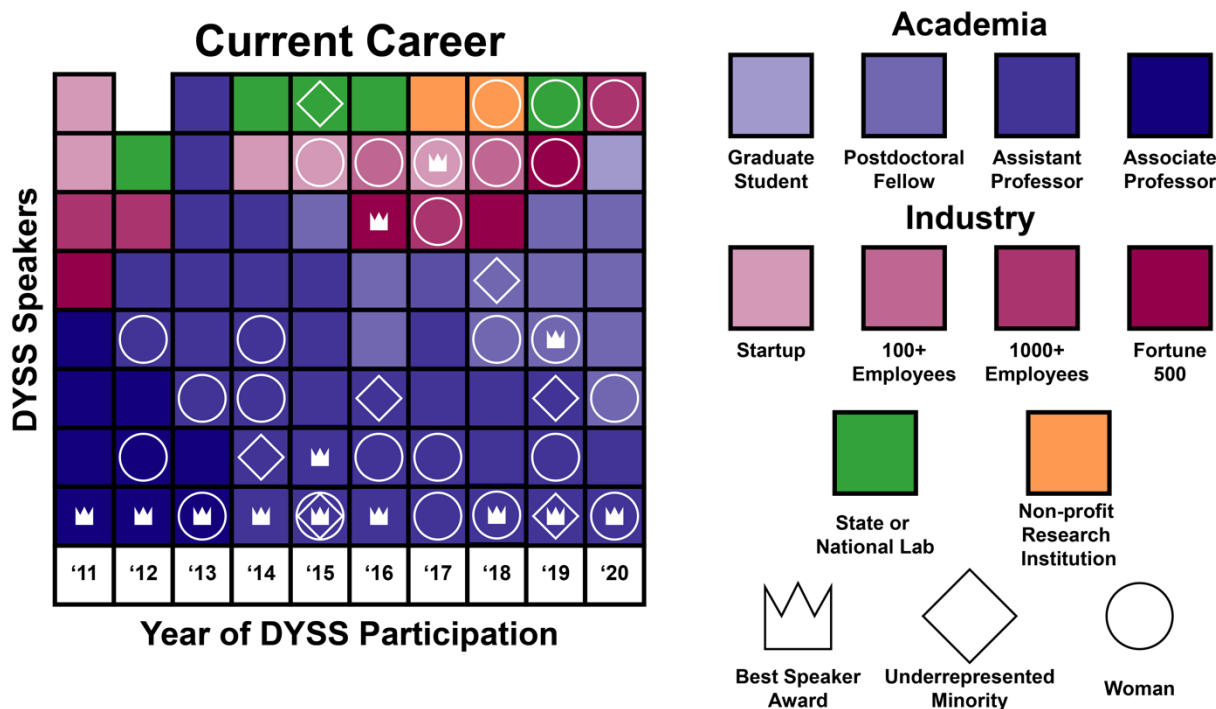 Current Career
DYSS Speakers
‘11 ‘12 ‘13 ‘14 ‘15 ‘16 ‘17 ‘18 ‘19 ‘20
Year of DYSS Participation
Academia
Graduate
Student
Postdoctoral
Fellow
Assistant
Professor
Associate
Professor
Industry
Startup
100+
Employees
1000+
Employees
Fortune
500
State or
National Lab
Non-profit
Research
Institution
Best Speaker
Award
Underrepresented
Minority
Woman